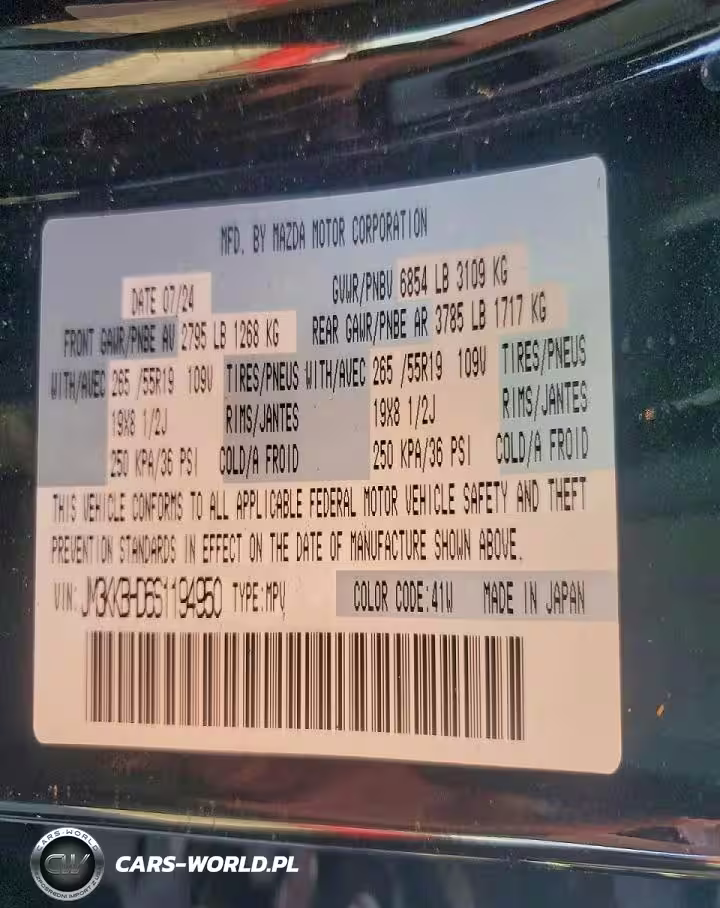 MFD. BY MAZDA MOTOR CORPORATION
DATE 07/24 GVWR/PNBV 6854 LB 3109 KG
FRONT GAWR/PNBE AV 2795 LB 1268 KG REAR GAWR/PNBE AR 3785 LB 1717 KG
WITH/AVEC 265 /55R19 109V TIRES/PNEUS WITH/AVEC 265 /55R19 109V TIRES/PNEUS
19X8 1/2J RIMS/JANTES 19X8 1/2J RIMS/JANTES
250 KPA/36 PSI COLD/A FROID 250 KPA/36 PSI COLD/A FROID
THIS VEHICLE CONFORMS TO ALL APPLICABLE FEDERAL MOTOR VEHICLE SAFETY AND THEFT
PREVENTION STANDARDS IN EFFECT ON THE DATE OF MANUFACTURE SHOWN ABOVE.
VIN: JM3KKBHD6S1194950 TYPE:MPV COLOR CODE:41W MADE IN JAPAN
CARS-WORLD
CW
CARS-WORLD.PL